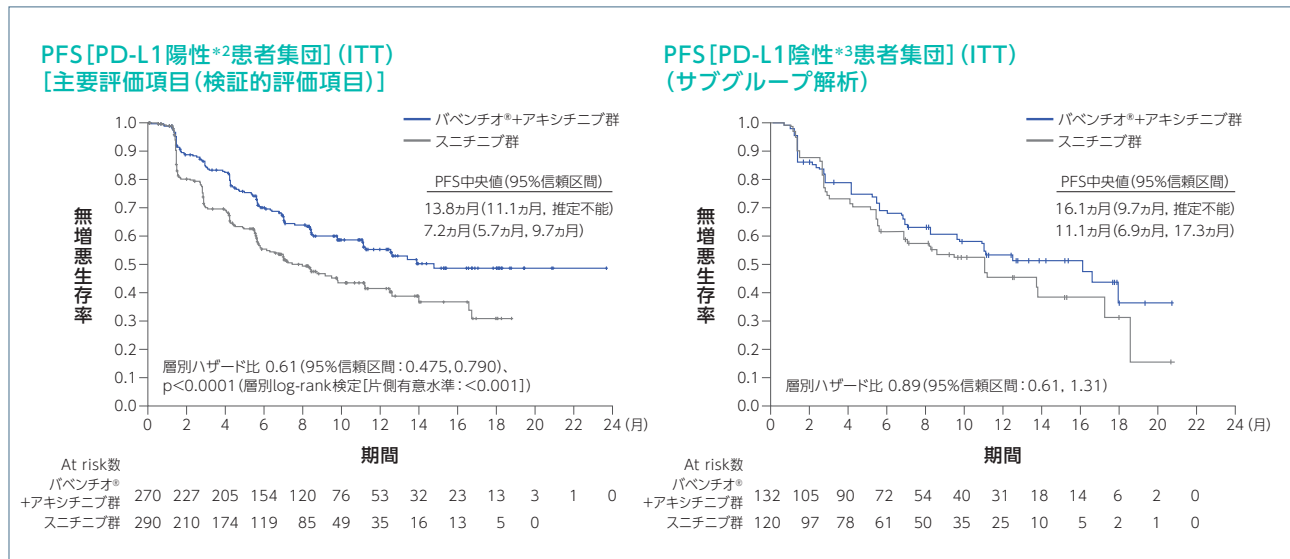 PFS[PD-L1陽性*2患者集団](ITT)
[主要評価項目(検証的評価項目)]
バベンチオ®+アキシチニブ群
スニチニブ群
PFS中央値(95%信頼区間)
13.8ヵ月(11.1ヵ月, 推定不能)
7.2ヵ月(5.7ヵ月, 9.7ヵ月)
無増悪生存率
1.0
0.9
0.8
0.7
0.6
0.5
0.4
0.3
0.2
0.1
0.0
層別ハザード比 0.61(95%信頼区間:0.475, 0.790)、
p<0.0001(層別log-rank検定[片側有意水準:<0.001])
0 2 4 6 8 10 12 14 16 18 20 22 24(月)
期間
At risk数
バベンチオ®
+アキシチニブ群 270 227 205 154 120 76 53 32 23 13 3 1 0
スニチニブ群 290 210 174 119 85 49 35 16 13 5 0
PFS[PD-L1陰性*3患者集団](ITT)
(サブグループ解析)
バベンチオ®+アキシチニブ群
スニチニブ群
PFS中央値(95%信頼区間)
16.1ヵ月(9.7ヵ月, 推定不能)
11.1ヵ月(6.9ヵ月, 17.3ヵ月)
無増悪生存率
1.0
0.9
0.8
0.7
0.6
0.5
0.4
0.3
0.2
0.1
0.0
層別ハザード比 0.89(95%信頼区間:0.61, 1.31)
0 2 4 6 8 10 12 14 16 18 20 22 24(月)
期間
At risk数
バベンチオ®
+アキシチニブ群 132 105 90 72 54 40 31 18 14 6 2 0
スニチニブ群 120 97 78 61 50 35 25 10 5 2 1 0